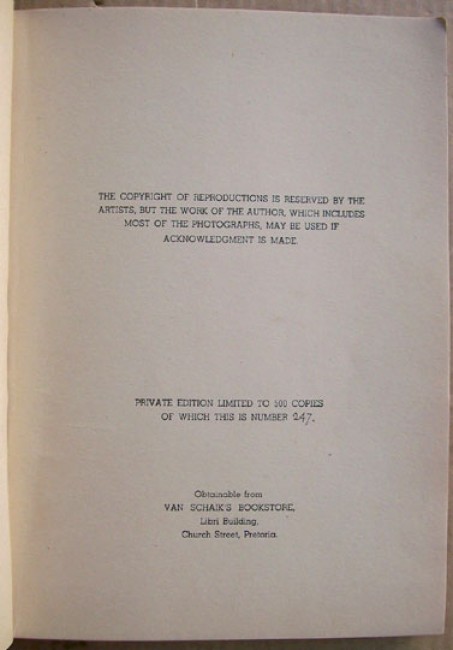 THE COPYRIGHT OF REPRODUCTIONS IS RESERVED BY THE
ARTISTS, BUT THE WORK OF THE AUTHOR, WHICH INCLUDES
MOST OF THE PHOTOGRAPHS, MAY BE USED IF
ACKNOWLEDGMENT IS MADE.
PRIVATE EDITION LIMITED TO 500 COPIES
OF WHICH THIS IS NUMBER 247.
Obtainable from
VAN SCHAIK'S BOOKSTORE,
Libri Building,
Church Street, Pretoria.